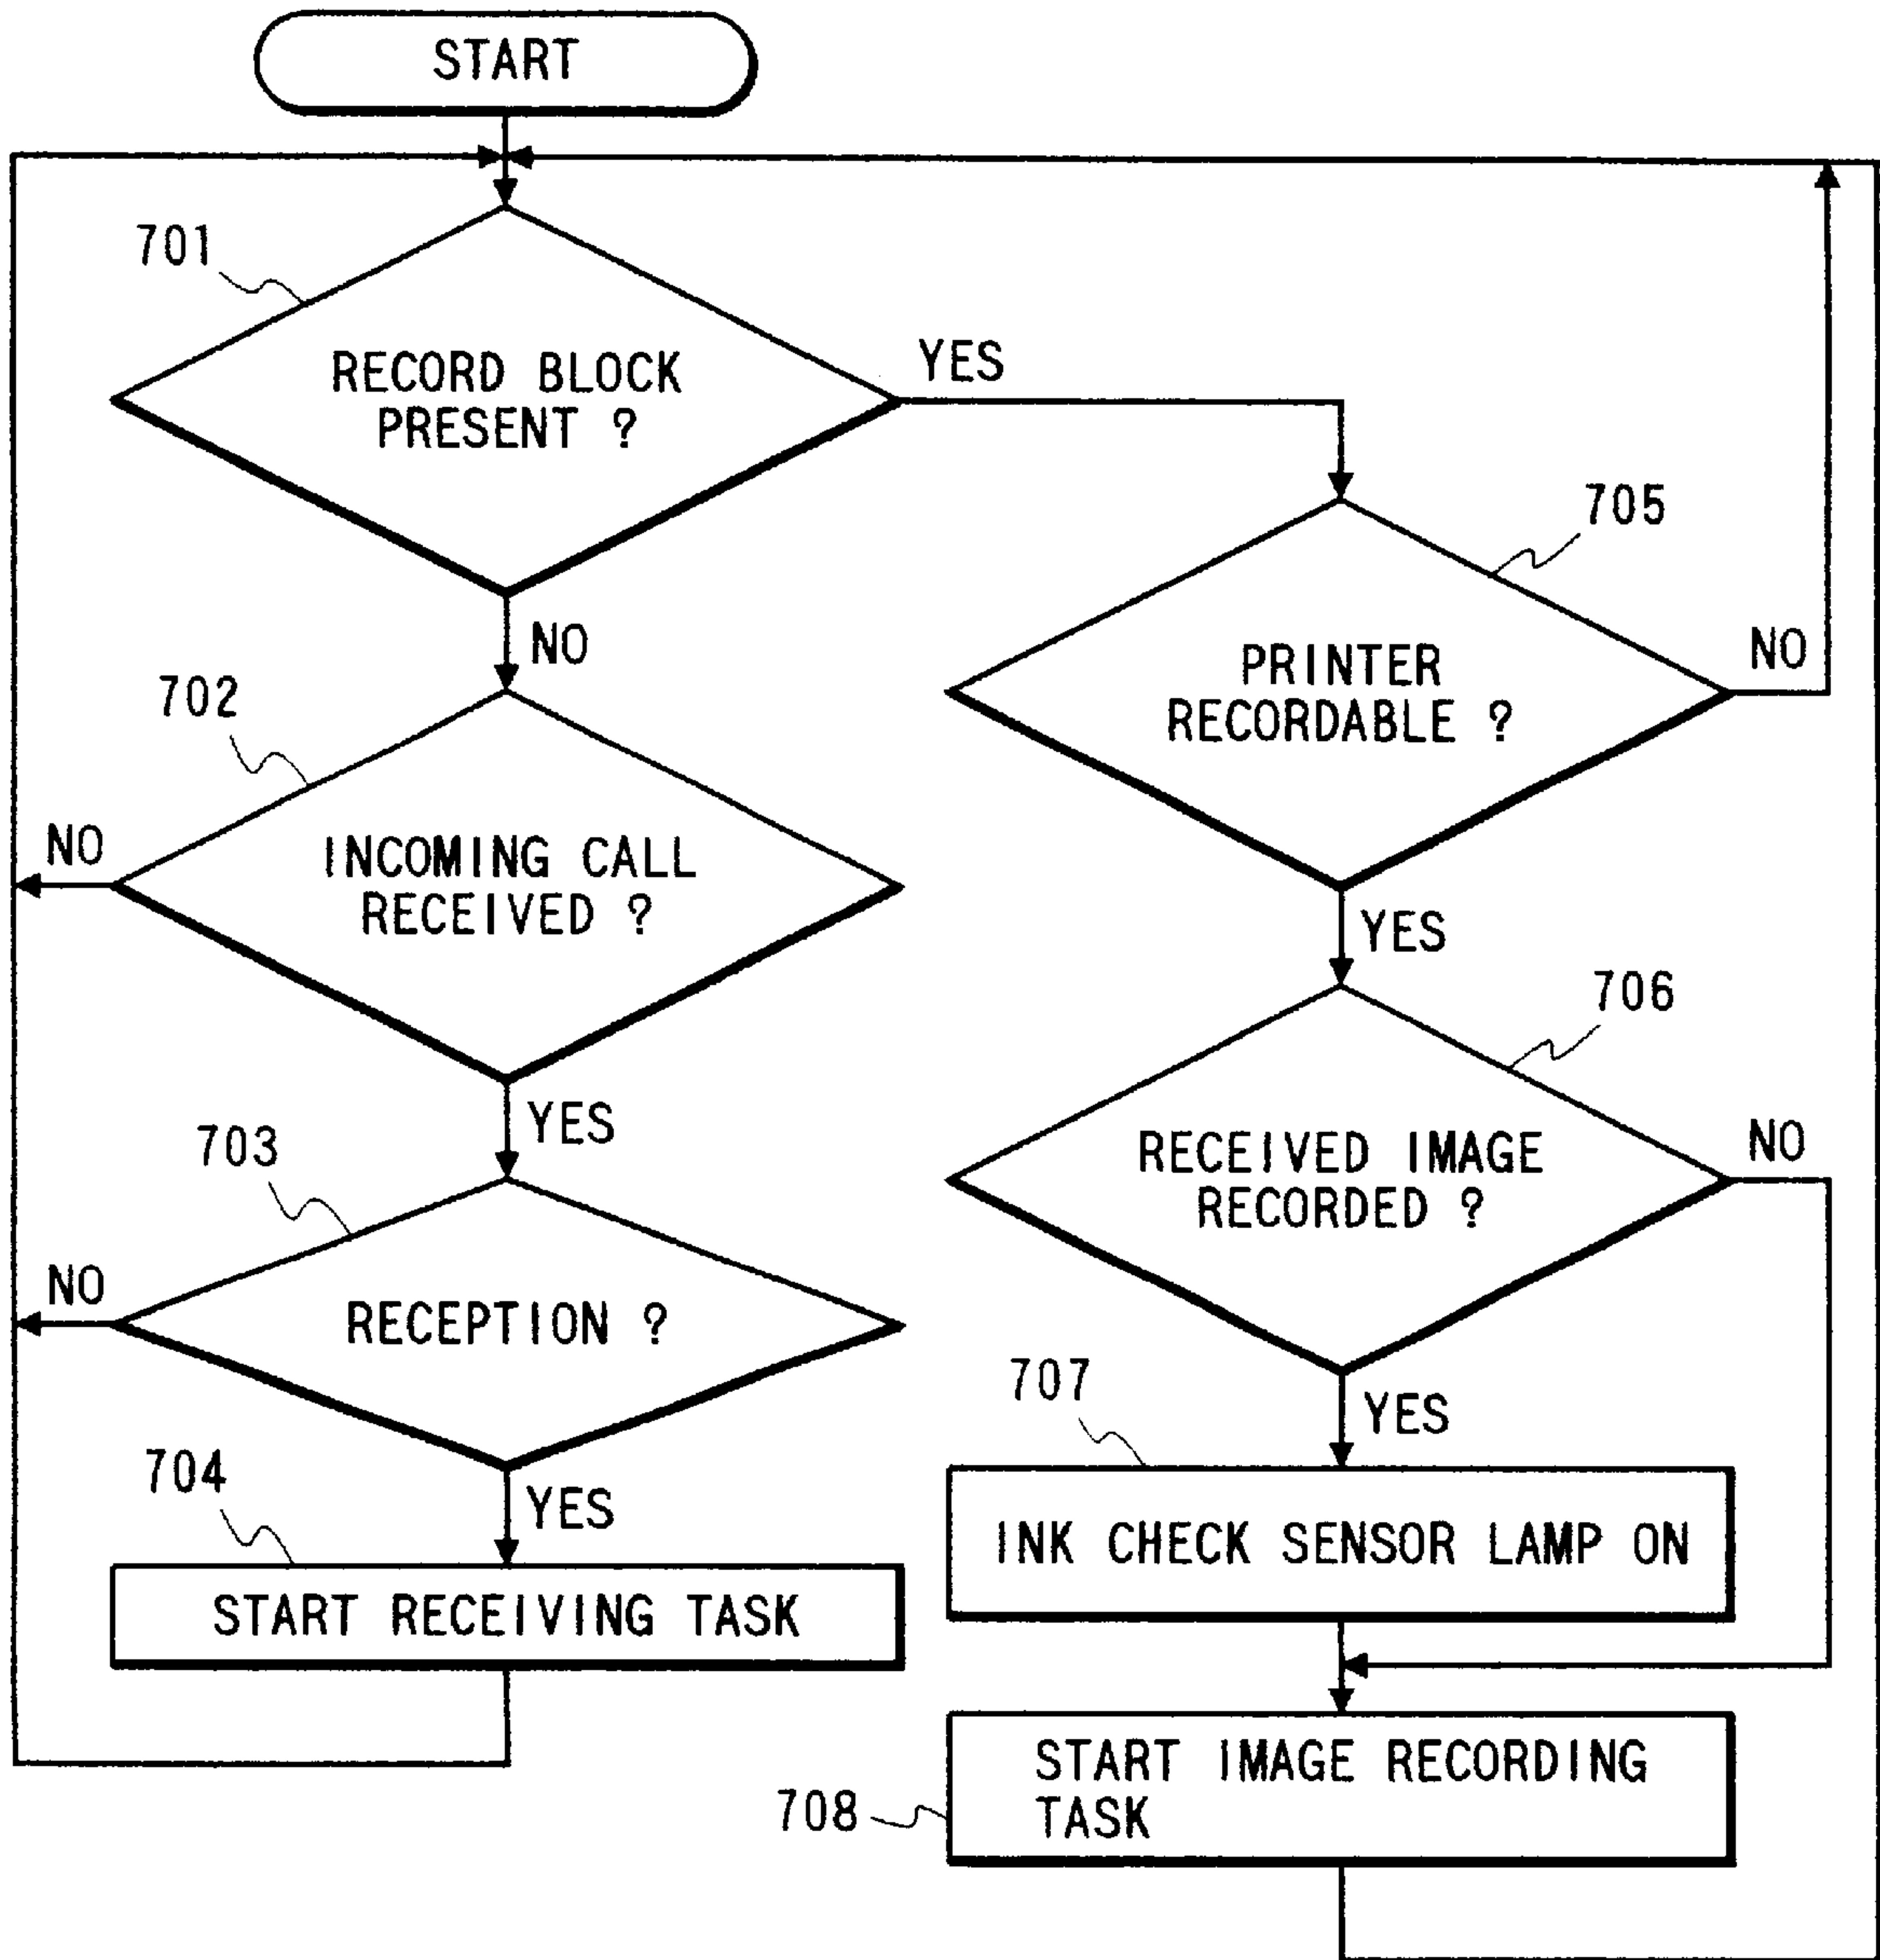 START
701
RECORD BLOCK
PRESENT ?
YES
NO
702
INCOMING CALL
RECEIVED ?
NO
YES
703
RECEPTION ?
NO
YES
704
START RECEIVING TASK
705
PRINTER
RECORDABLE ?
NO
YES
706
RECEIVED IMAGE
RECORDED ?
NO
YES
707
INK CHECK SENSOR LAMP ON
START IMAGE RECORDING
TASK
708